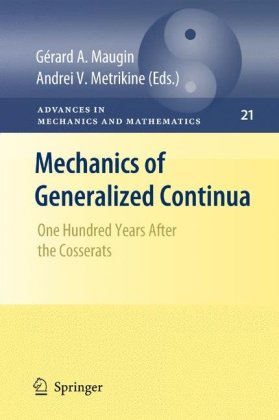 Gérard A. Maugin
Andrei V. Metrikine (Eds.)
ADVANCES IN
MECHANICS AND MATHEMATICS
21
Mechanics of
Generalized Continua
One Hundred Years After
the Cosserats
Springer